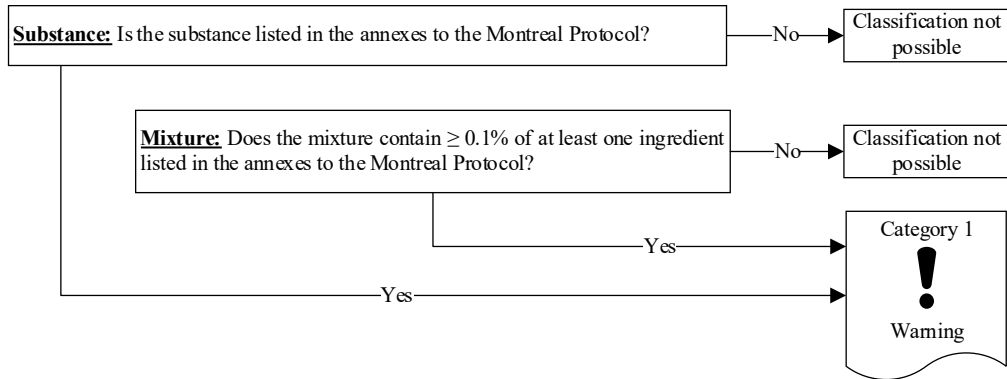 Substance: Is the substance listed in the annexes to the Montreal Protocol?
No
Classification not
possible
Mixture: Does the mixture contain ≥ 0.1% of at least one ingredient
listed in the annexes to the Montreal Protocol?
No
Classification not
possible
Yes
Yes
Category 1
!
Warning